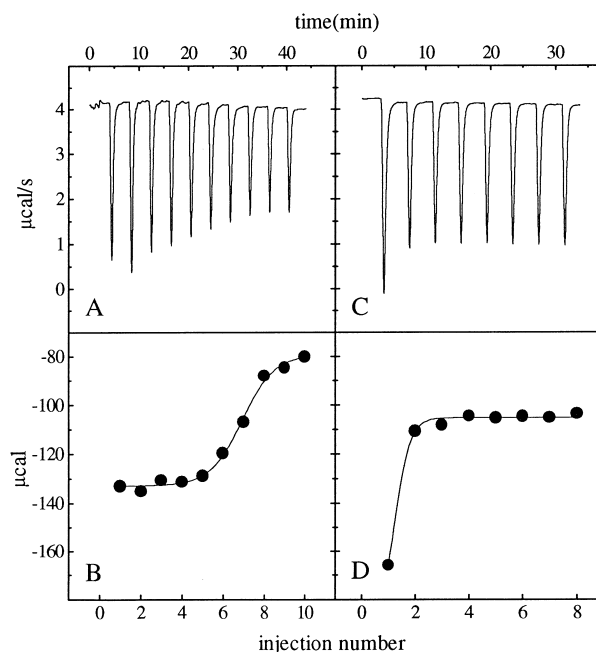 time(min)
0 10 20 30 40 0 10 20 30
4
3
2
1
0
μcal/s
A
C
-80
-100
-120
-140
-160
μcal
B
D
0 2 4 6 8 10 0 2 4 6 8
injection number